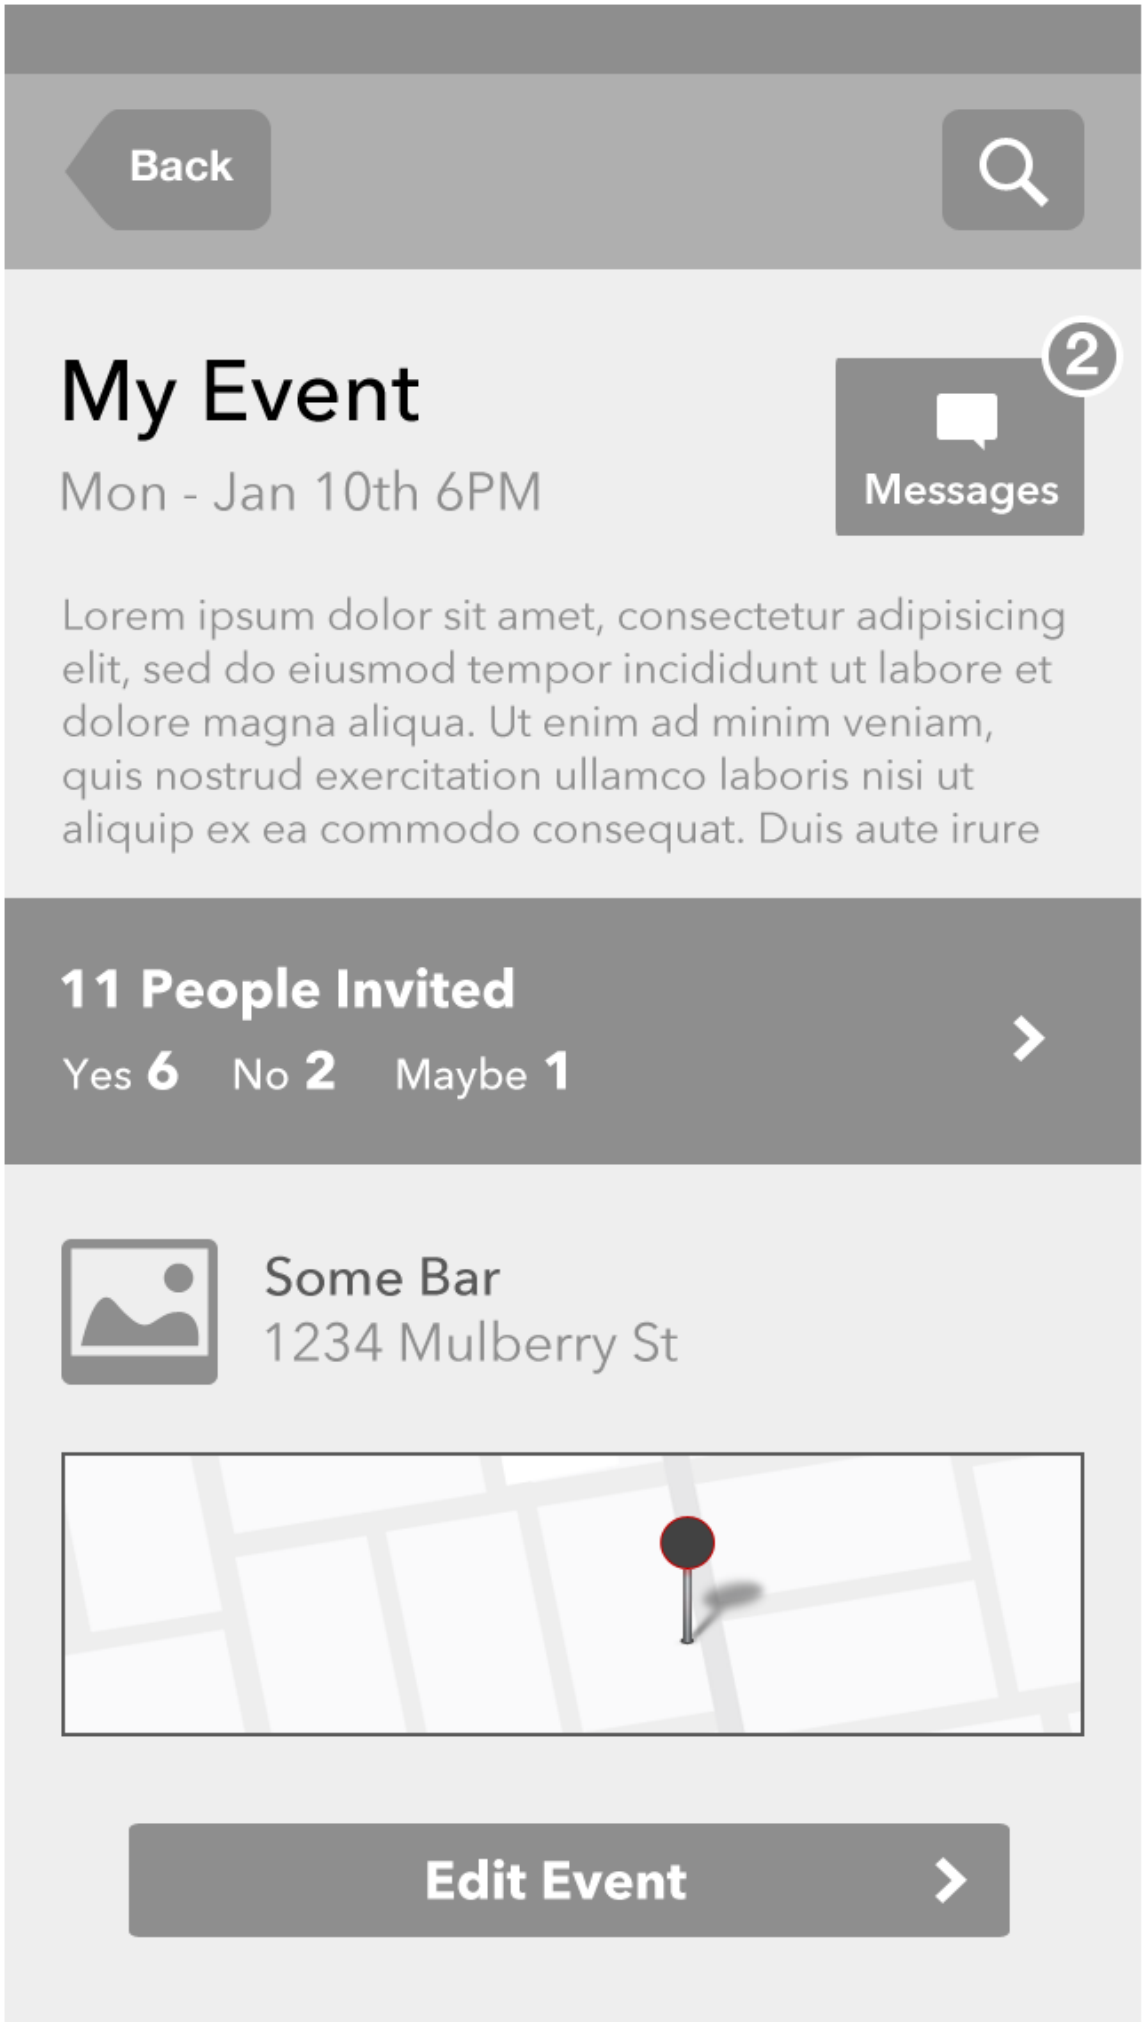 Back
My Event
2
Messages
Mon - Jan 10th 6PM
Lorem ipsum dolor sit amet, consectetur adipisicing
elit, sed do eiusmod tempor incididunt ut labore et
dolore magna aliqua. Ut enim ad minim veniam,
quis nostrud exercitation ullamco laboris nisi ut
aliquip ex ea commodo consequat. Duis aute irure
11 People Invited
Yes 6 No 2 Maybe 1
Some Bar
1234 Mulberry St
Edit Event